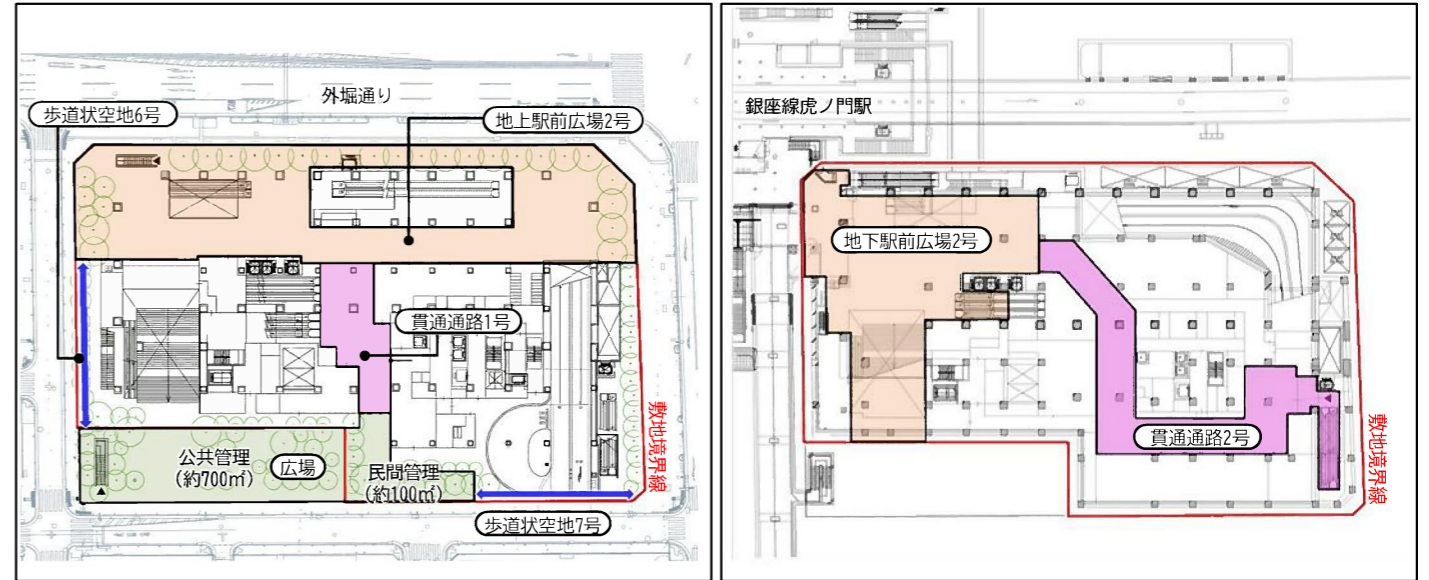 外堀通り
歩道状空地6号
地上駅前広場2号
貫通通路1号
公共管理
(約700㎡)
広場
民間管理
(約100㎡)
敷地境界線
歩道状空地7号
銀座線虎ノ門駅
地下駅前広場2号
貫通通路2号
敷地境界線